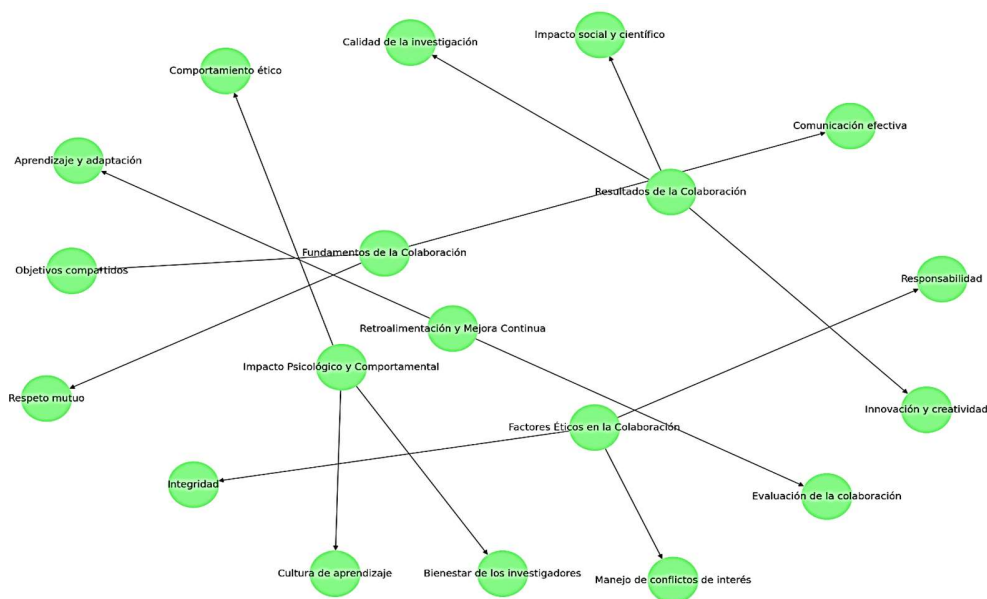 Impacto social y científico
Calidad de la investigación
Comportamiento ético
Comunicación efectiva
Aprendizaje y adaptación
Resultados de la Colaboración
Fundamentos de la Colaboración
Objetivos compartidos
Responsabilidad
Retroalimentación y Mejora Continua
Impacto Psicológico y Comportamental
Respeto mutuo
Innovación y creatividad
Factores Éticos en la Colaboración
Integridad
Evaluación de la colaboración
Cultura de aprendizaje
Bienestar de los investigadores
Manejo de conflictos de interés